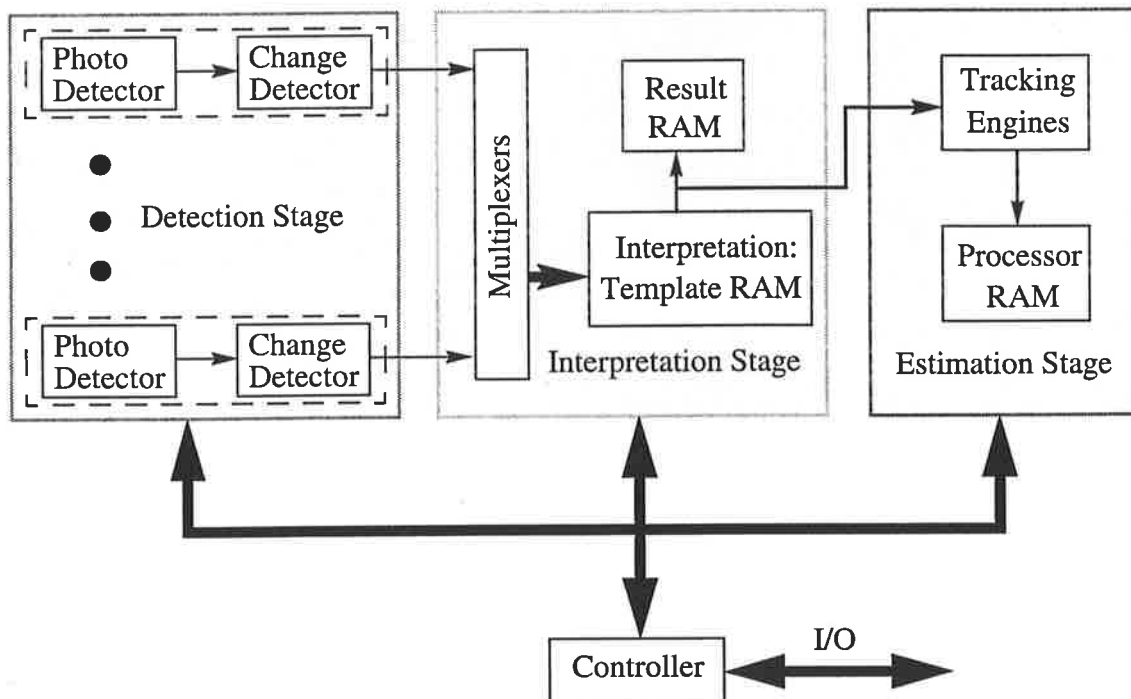 Photo
Detector
Change
Detector
Detection Stage
Photo
Detector
Change
Detector
Multiplexers
Result
RAM
Interpretation:
Template RAM
Interpretation Stage
Tracking
Engines
Processor
RAM
Estimation Stage
Controller
I/O